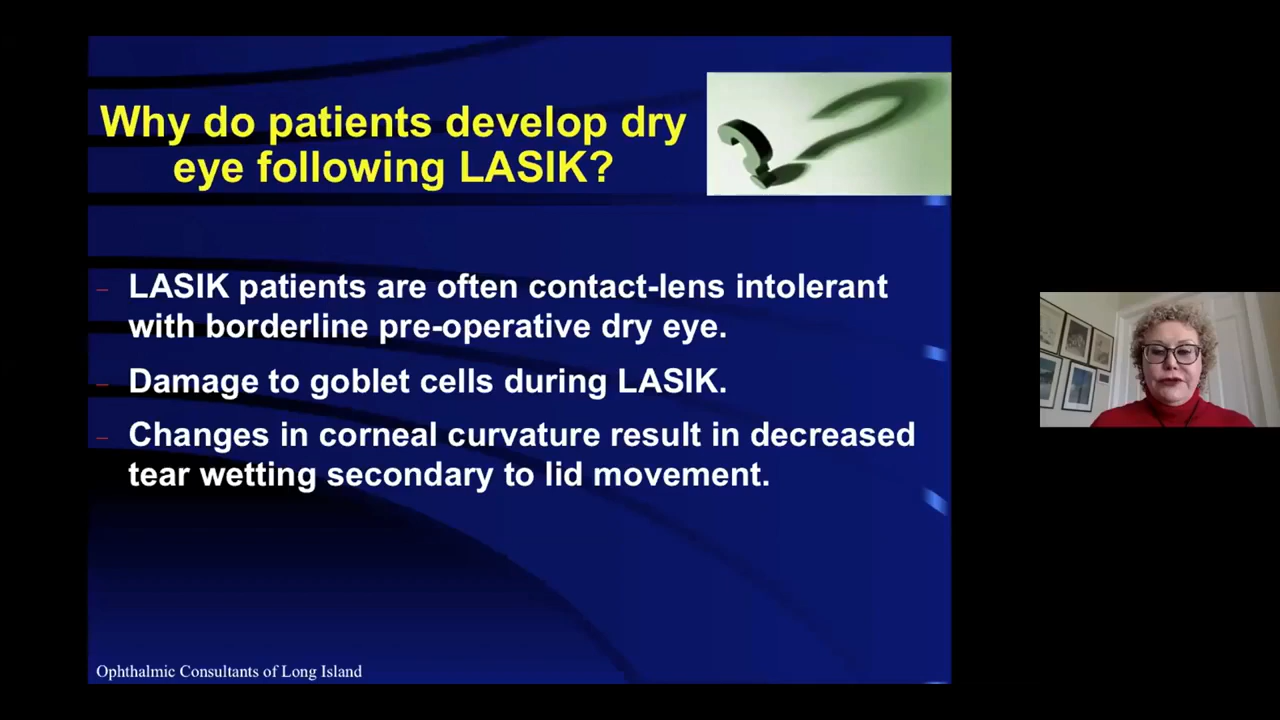 Why do patients develop dry
eye following LASIK?
– LASIK patients are often contact-lens intolerant
with borderline pre-operative dry eye.
– Damage to goblet cells during LASIK.
– Changes in corneal curvature result in decreased
tear wetting secondary to lid movement.
Ophthalmic Consultants of Long Island